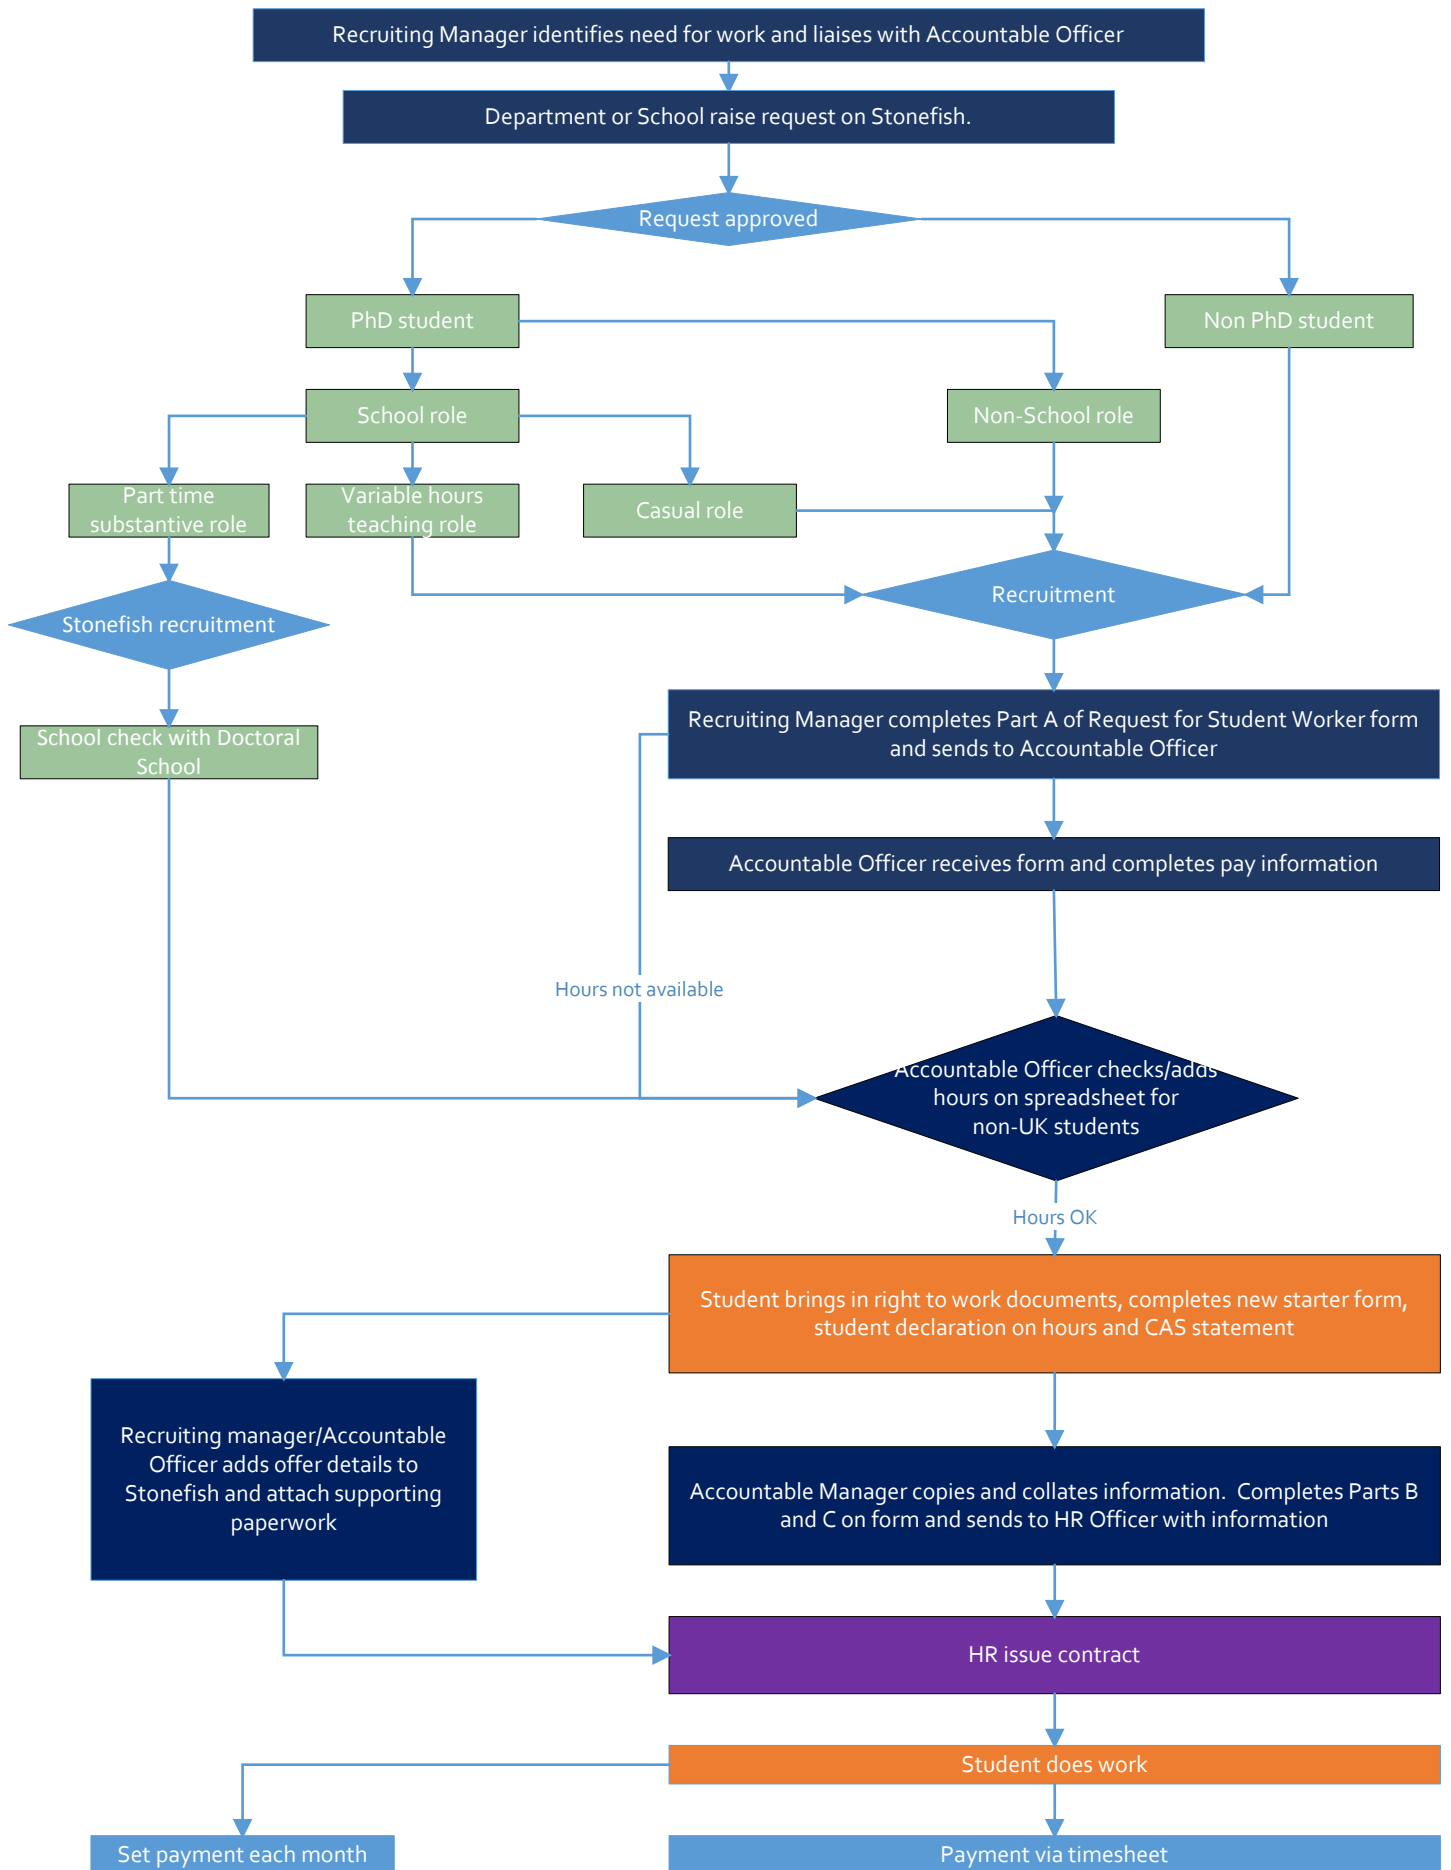 Recruiting Manager identifies need for work and liaises with Accountable Officer
Department or School raise request on Stonefish.
Request approved
PhD student
Non PhD student
School role
Non-School role
Part time
substantive role
Variable hours
teaching role
Casual role
Recruitment
Stonefish recruitment
Recruiting Manager completes Part A of Request for Student Worker form
and sends to Accountable Officer
School check with Doctoral
School
Accountable Officer receives form and completes pay information
Hours not available
Accountable Officer checks/adds
hours on spreadsheet for
non-UK students
Hours OK
Student brings in right to work documents, completes new starter form,
student declaration on hours and CAS statement
Recruiting manager/Accountable
Officer adds offer details to
Stonefish and attach supporting
paperwork
Accountable Manager copies and collates information.  Completes Parts B
and C on form and sends to HR Officer with information
HR issue contract
Student does work
Set payment each month
Payment via timesheet